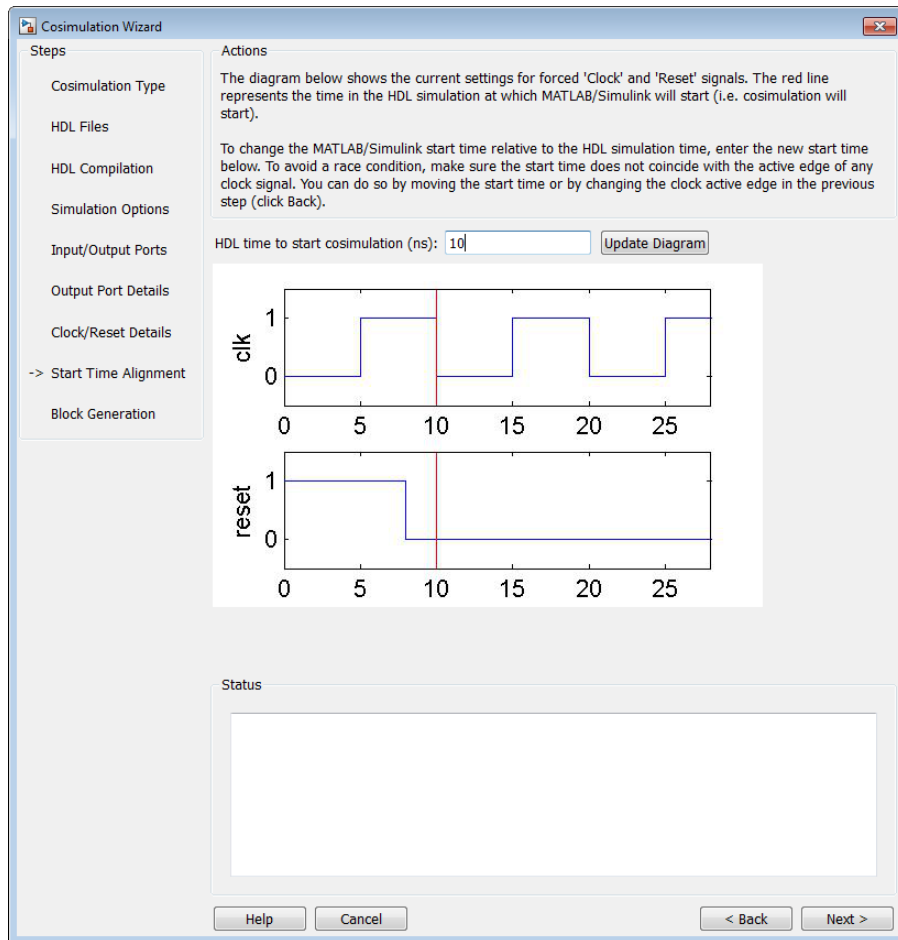 Cosimulation Wizard
Steps
Cosimulation Type
HDL Files
HDL Compilation
Simulation Options
Input/Output Ports
Output Port Details
Clock/Reset Details
-> Start Time Alignment
Block Generation
Actions
The diagram below shows the current settings for forced 'Clock' and 'Reset' signals. The red line
represents the time in the HDL simulation at which MATLAB/Simulink will start (i.e. cosimulation will
start).
To change the MATLAB/Simulink start time relative to the HDL simulation time, enter the new start time
below. To avoid a race condition, make sure the start time does not coincide with the active edge of any
clock signal. You can do so by moving the start time or by changing the clock active edge in the previous
step (click Back).
HDL time to start cosimulation (ns): 10 Update Diagram
1
clk
0
0 5 10 15 20 25
1
reset
0
0 5 10 15 20 25
Status
Help Cancel < Back Next >